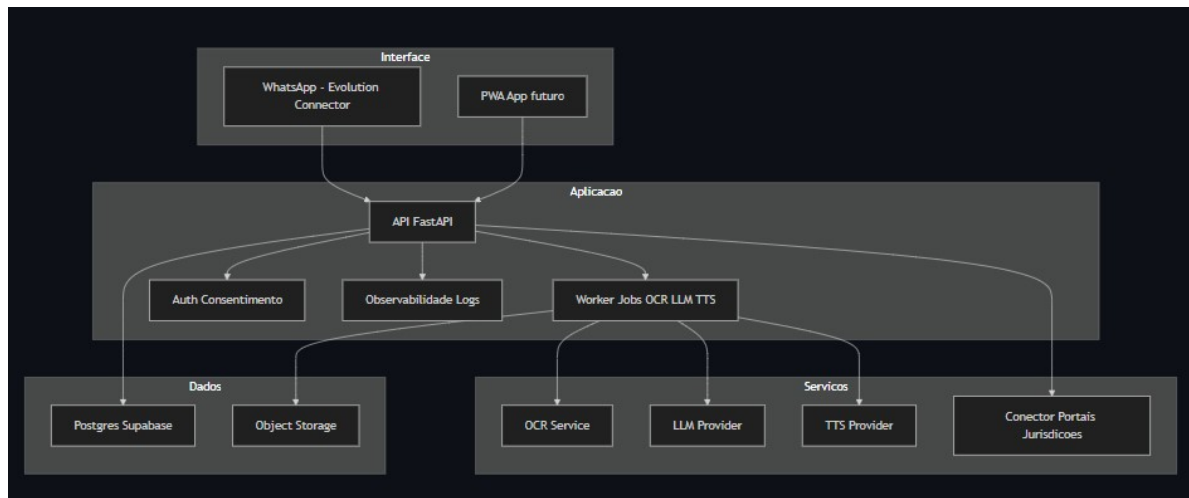 Interface
WhatsApp - Evolution
Connector
PWA App futuro
Aplicacao
API FastAPI
Auth Consentimento
Observabilidade Logs
Worker Jobs OCR LLM TTS
Dados
Postgres Supabase
Object Storage
Servicos
OCR Service
LLM Provider
TTS Provider
Conector Portais
Jurisdicoes